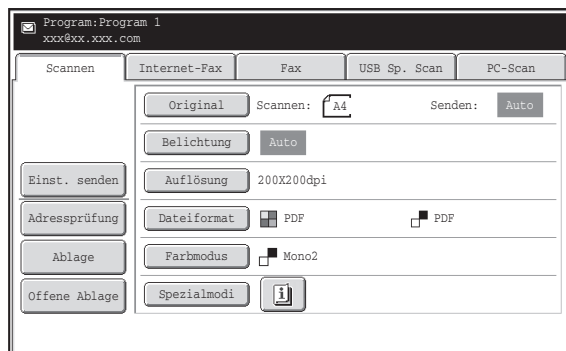 Program:Program 1
xxx@xx.xxx.com
Scannen Internet-Fax Fax USB Sp. Scan PC-Scan
Original Scannen: A4 Senden: Auto
Belichtung Auto
Einst. senden Auflösung 200X200dpi
Adressprüfung Dateiformat PDF PDF
Ablage Farbmodus Mono2
Offene Ablage Spezialmodi